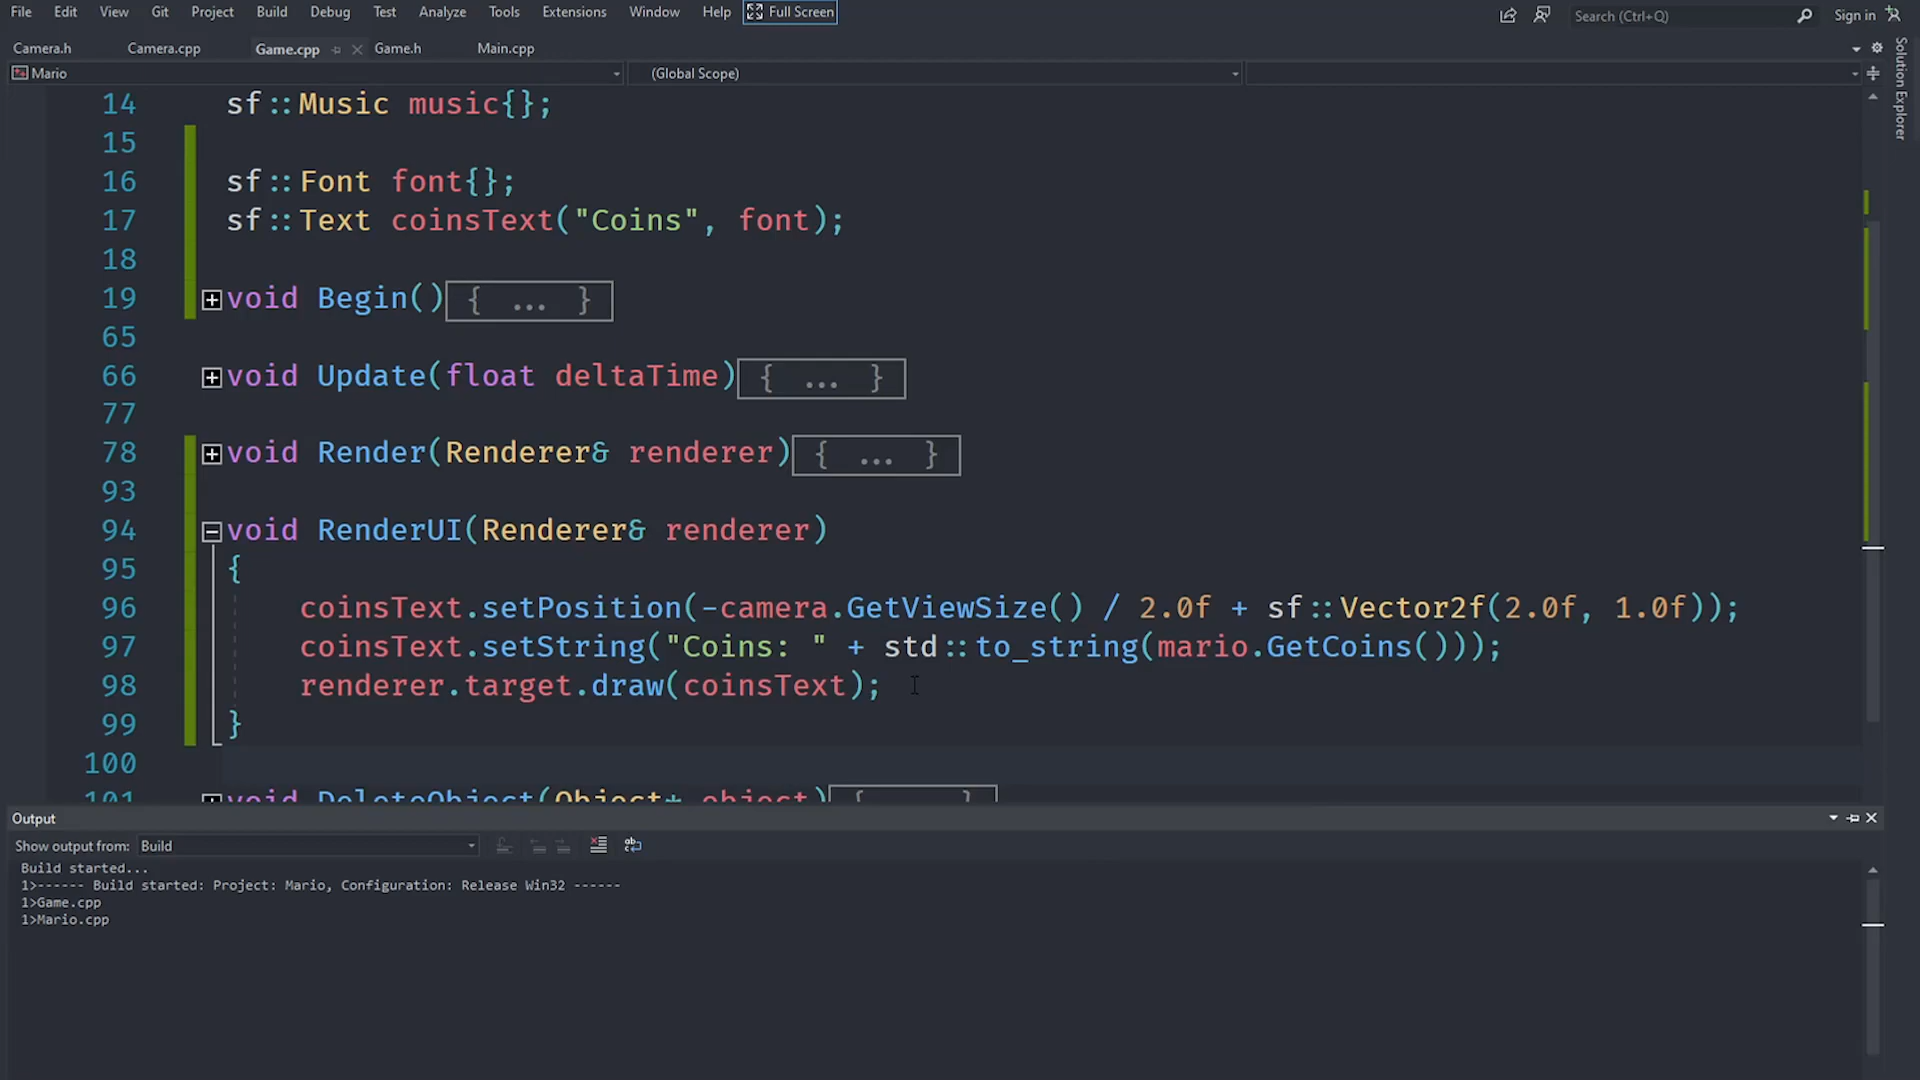 File Edit View Git Project Build Debug Test Analyze Tools Extensions Window Help Full Screen Search (Ctrl+Q) Sign in
Camera.h Camera.cpp Game.cpp Game.h Main.cpp
Mario (Global Scope)
Solution Explorer
14 sf::Music music{};
15
16 sf::Font font{};
17 sf::Text coinsText("Coins", font);
18
19 void Begin(){ ... }
65
66 void Update(float deltaTime){ ... }
77
78 void Render(Renderer& renderer){ ... }
93
94 void RenderUI(Renderer& renderer)
95 {
96 coinsText.setPosition(-camera.GetViewSize() / 2.0f + sf::Vector2f(2.0f, 1.0f));
97 coinsText.setString("Coins: " + std::to_string(mario.GetCoins()));
98 renderer.target.draw(coinsText);
99 }
100
101 void DeleteObject(Object* object){ ... }
Output
Show output from: Build
Build started...
1>------ Build started: Project: Mario, Configuration: Release Win32 ------
1>Game.cpp
1>Mario.cpp